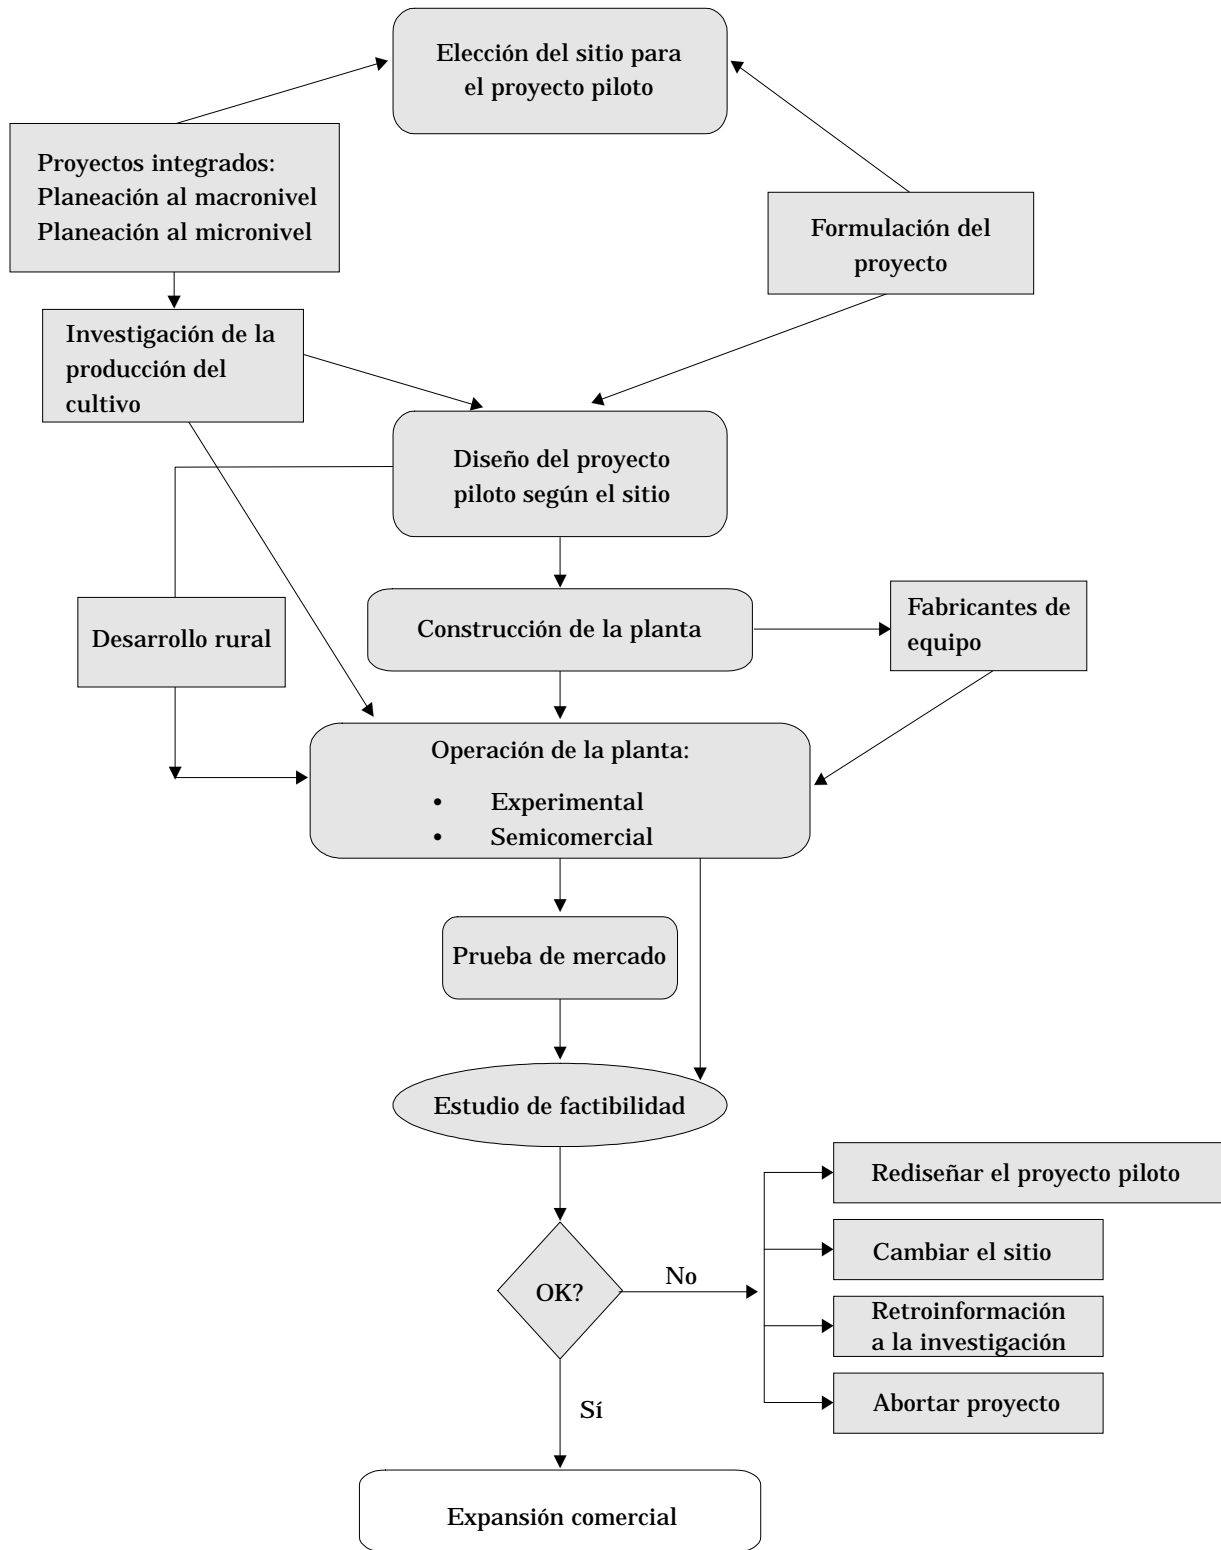 Elección del sitio para
el proyecto piloto
Proyectos integrados:
Planeación al macronivel
Planeación al micronivel
Formulación del
proyecto
Investigación de la
producción del
cultivo
Diseño del proyecto
piloto según el sitio
Desarrollo rural
Construcción de la planta
Fabricantes de
equipo
Operación de la planta:
• Experimental
• Semicomercial
Prueba de mercado
Estudio de factibilidad
OK?
No
Sí
Rediseñar el proyecto piloto
Cambiar el sitio
Retroinformación
a la investigación
Abortar proyecto
Expansión comercial